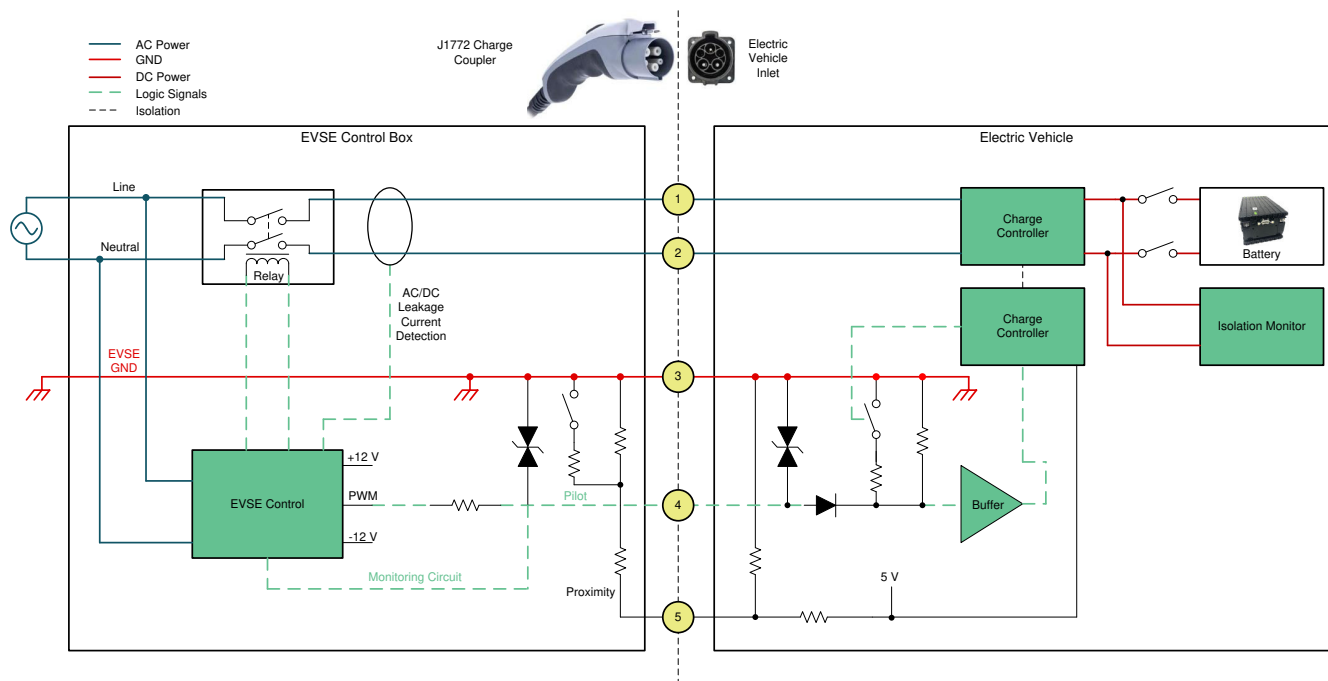 AC Power
GND
DC Power
Logic Signals
Isolation
J1772 Charge
Coupler
Electric
Vehicle
Inlet
EVSE Control Box
Electric Vehicle
Line
Neutral
Relay
AC/DC
Leakage
Current
Detection
1
2
Charge
Controller
Battery
Charge
Controller
Isolation Monitor
EVSE
GND
3
+12 V
EVSE Control
PWM
-12 V
Pilot
4
Buffer
Monitoring Circuit
Proximity
5 V
5